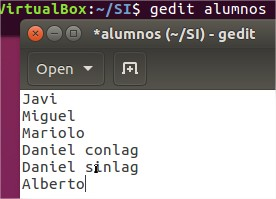 VirtualBox:~/SI$ gedit alumnos
*alumnos (~/SI) - gedit
Open
Javi
Miguel
Mariolo
Daniel conlag
Daniel sinlag
Alberto